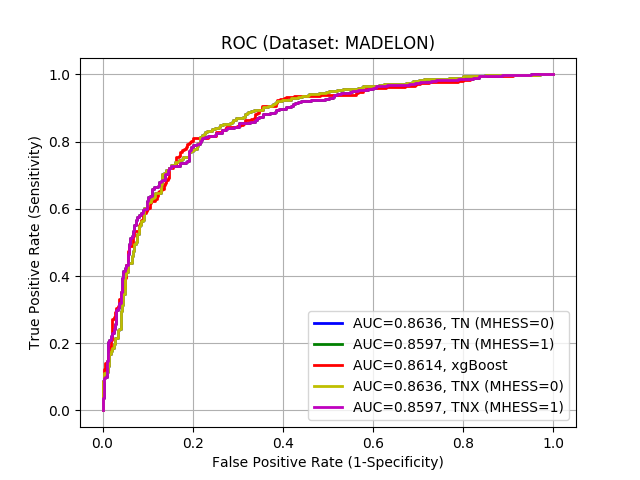 ROC (Dataset: MADELON)
True Positive Rate (Sensitivity)
1.0
0.8
0.6
0.4
0.2
0.0
AUC=0.8636, TN (MHESS=0)
AUC=0.8597, TN (MHESS=1)
AUC=0.8614, xgBoost
AUC=0.8636, TNX (MHESS=0)
AUC=0.8597, TNX (MHESS=1)
0.0 0.2 0.4 0.6 0.8 1.0
False Positive Rate (1-Specificity)